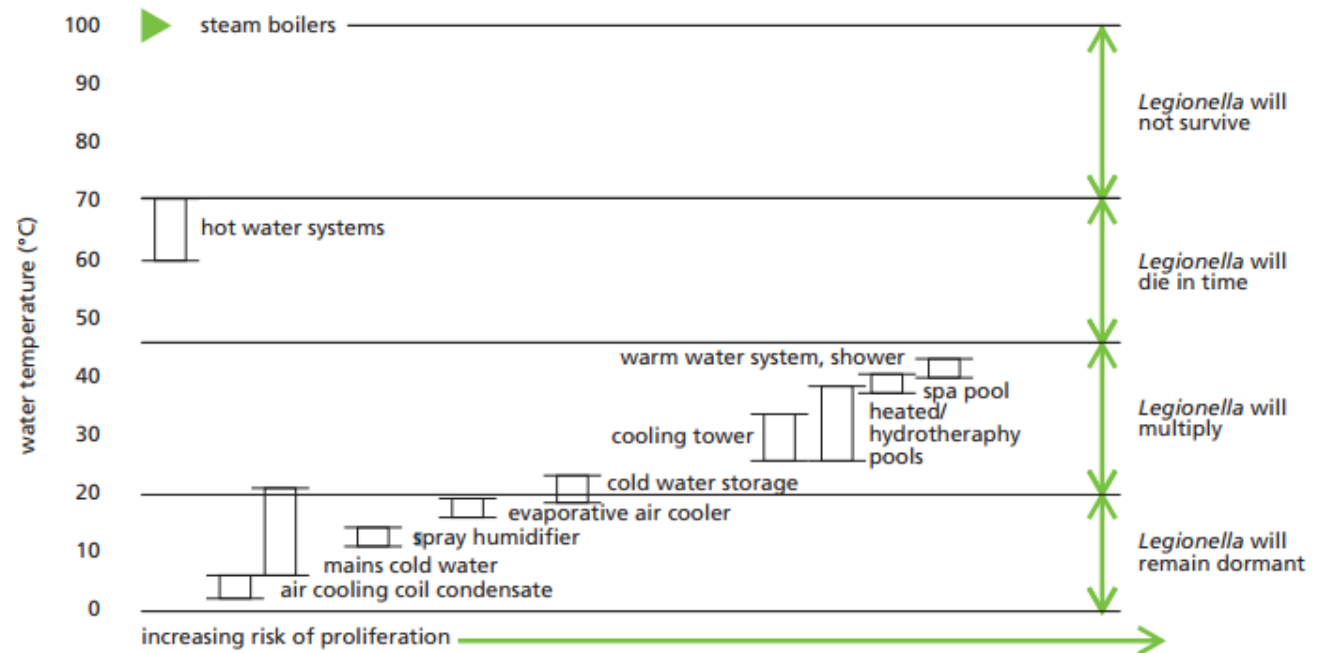 100
steam boilers
90
Legionella will
not survive
80
70
hot water systems
60
Legionella will
die in time
50
warm water system, shower
40
spa pool
heated/
hydrotheraphy
pools
cooling tower
Legionella will
multiply
30
20
cold water storage
evaporative air cooler
spray humidifier
10
Legionella will
remain dormant
mains cold water
air cooling coil condensate
0
water temperature (°C)
increasing risk of proliferation